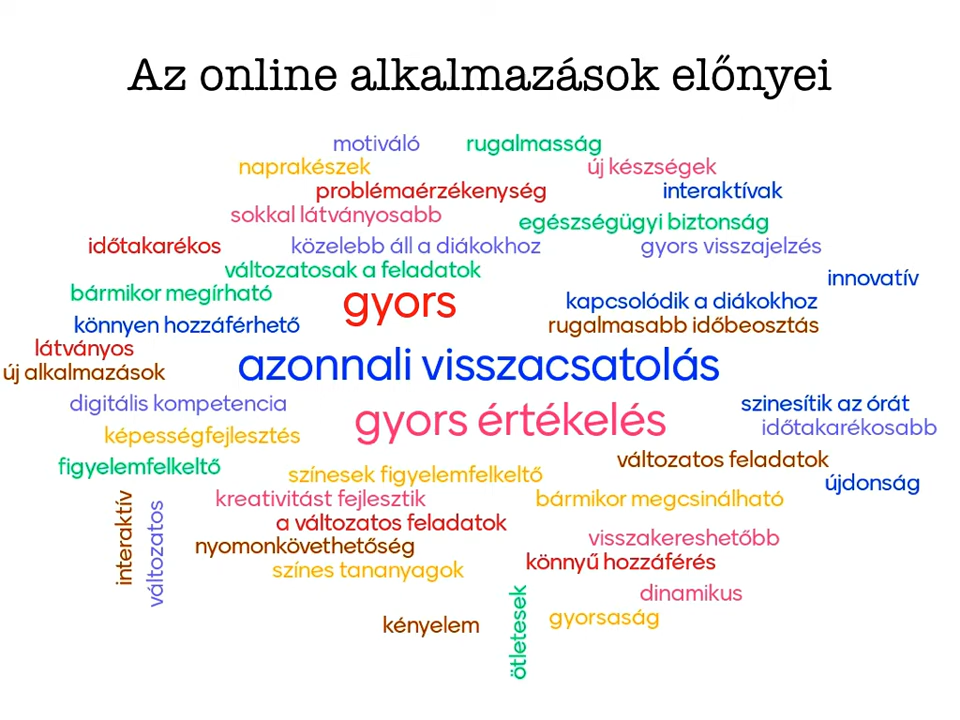 Az online alkalmazások előnyei
motiváló
rugalmasság
naprakészek
új készségek
problémaérzékenység
interaktívak
sokkal látványosabb
egészségügyi biztonság
időtakarékos
közelebb áll a diákokhoz
gyors visszajelzés
változatosak a feladatok
innovatív
bármikor megírható
gyors
kapcsolódik a diákokhoz
könnyen hozzáférhető
rugalmasabb időbeosztás
látványos
azonnali visszacsatolás
új alkalmazások
digitális kompetencia
gyors értékelés
szinesítik az órát
időtakarékosabb
képességfejlesztés
figyelemfelkeltő
színesek figyelemfelkeltő
változatos feladatok
újdonság
interaktív
változatos
kreativitást fejlesztik
bármikor megcsinálható
a változatos feladatok
nyomonkövethetőség
visszakereshetőbb
színes tananyagok
könnyű hozzáférés
ötletesek
dinamikus
kényelem
gyorsaság